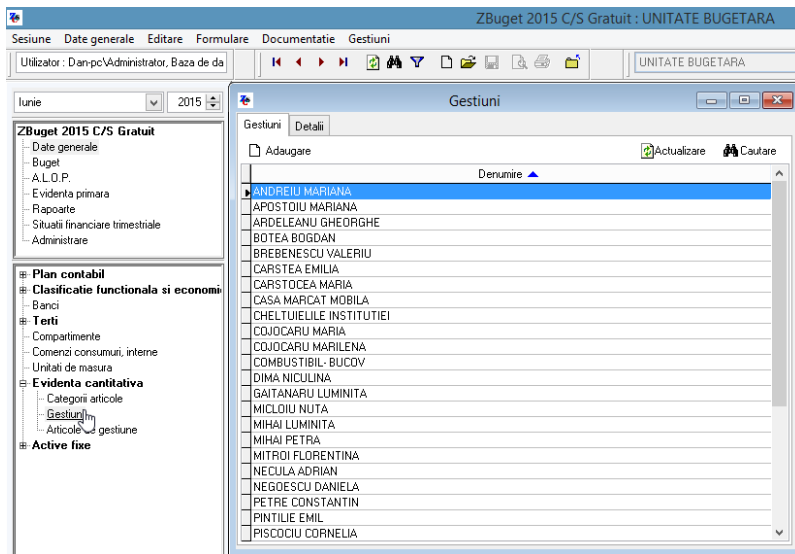 ZBuget 2015 C/S Gratuit : UNITATE BUGETARA
Sesiune Date generale Editare Formulare Documentatie Gestiuni
Utilizator : Dan-pc\Administrator, Baza de da
UNITATE BUGETARA
Iunie 2015
ZBuget 2015 C/S Gratuit
Date generale
Buget
A.L.O.P.
Evidenta primara
Rapoarte
Situatii financiare trimestriale
Administrare
Plan contabil
Clasificatie functionala si economi
Banci
Terti
Compartimente
Comenzi consumuri, interne
Unitati de masura
Evidenta cantitativa
Categorii articole
Gestiuni
Articole de gestiune
Active fixe
Gestiuni
Gestiuni Detalii
Adaugare Actualizare Cautare
Denumire
ANDREIU MARIANA
APOSTOIU MARIANA
ARDELEANU GHEORGHE
BOTEA BOGDAN
BREBENESCU VALERIU
CARSTEA EMILIA
CARSTOCEA MARIA
CASA MARCAT MOBILA
CHELTUIELILE INSTITUTIEI
COJOCARU MARIA
COJOCARU MARILENA
COMBUSTIBIL- BUCOV
DIMA NICULINA
GAITANARU LUMINITA
MICLOIU NUTA
MIHAI LUMINITA
MIHAI PETRA
MITROI FLORENTINA
NECULA ADRIAN
NEGOESCU DANIELA
PETRE CONSTANTIN
PINTILIE EMIL
PISCOCIU CORNELIA